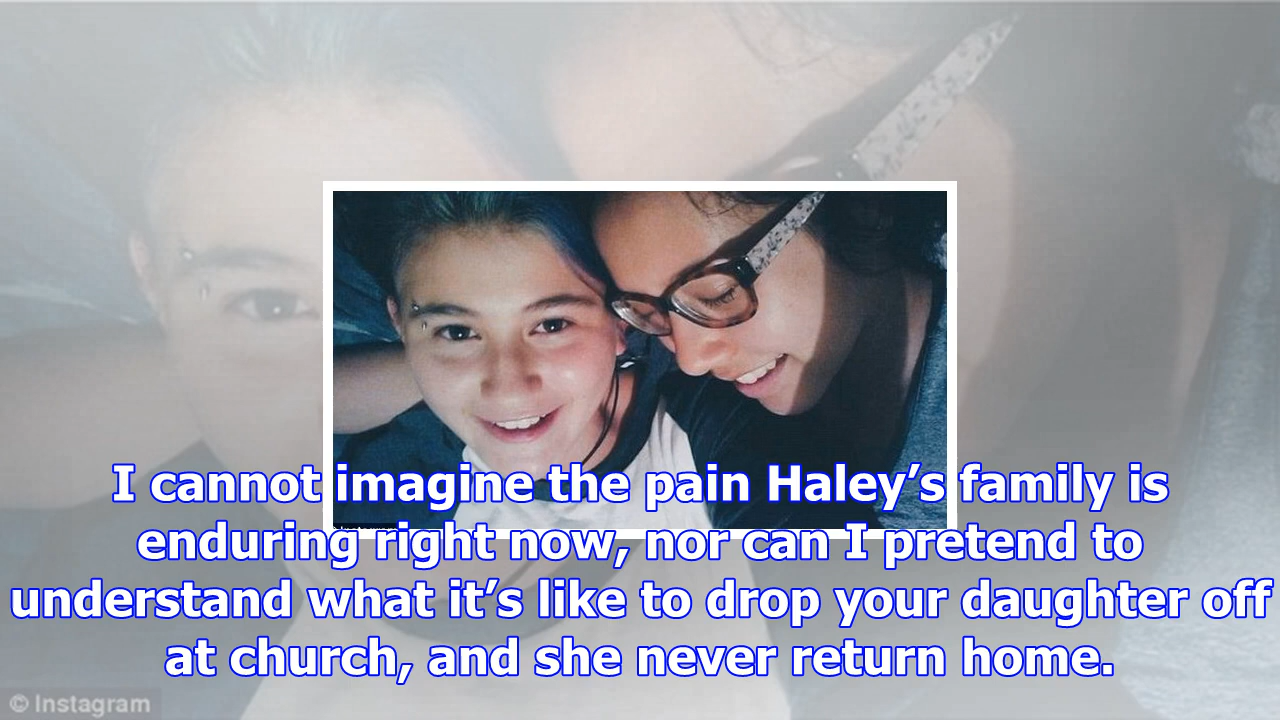 I cannot imagine the pain Haley’s family is
enduring right now, nor can I pretend to
understand what it’s like to drop your daughter off
at church, and she never return home.
© Instagram